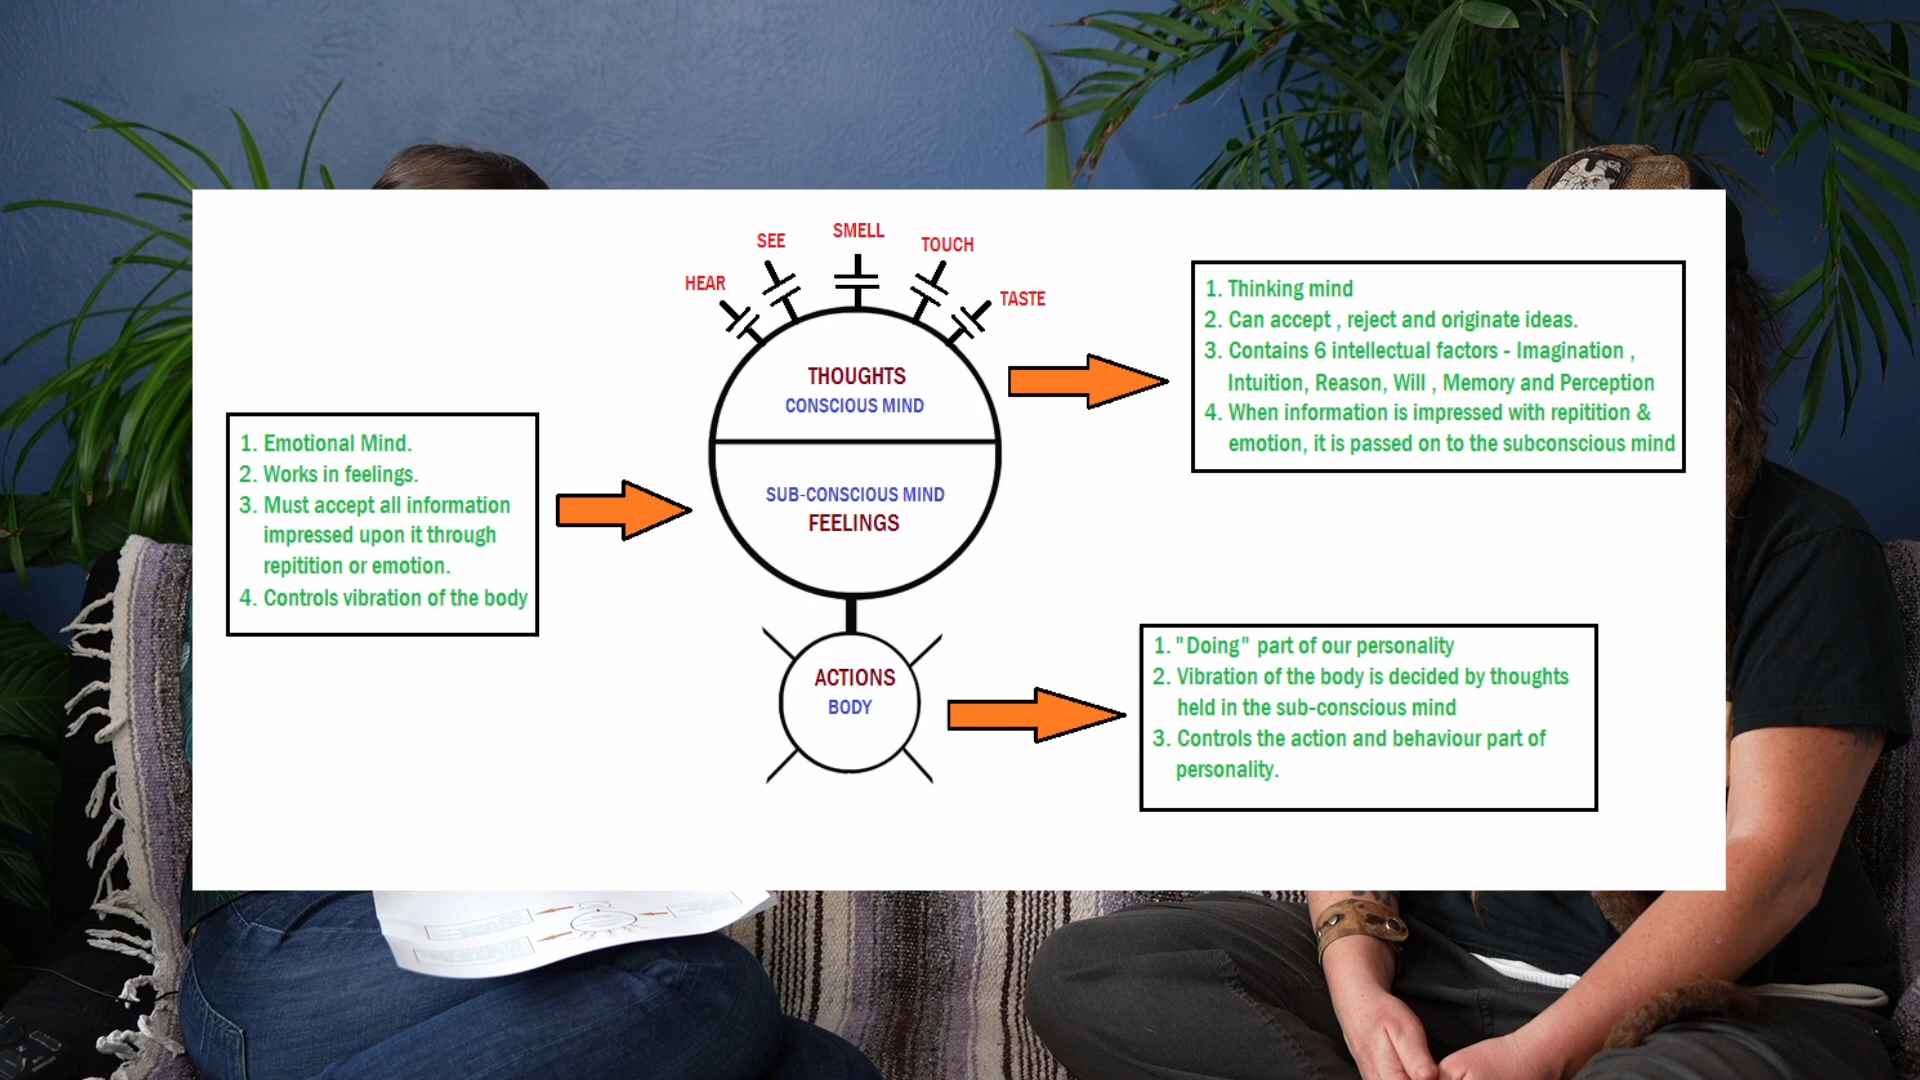 HEAR
SEE
SMELL
TOUCH
TASTE
THOUGHTS
CONSCIOUS MIND
SUB-CONSCIOUS MIND
FEELINGS
ACTIONS
BODY
1. Emotional Mind.
2. Works in feelings.
3. Must accept all information
impressed upon it through
repitition or emotion.
4. Controls vibration of the body
1. Thinking mind
2. Can accept , reject and originate ideas.
3. Contains 6 intellectual factors - Imagination ,
Intuition, Reason, Will , Memory and Perception
4. When information is impressed with repitition &
emotion, it is passed on to the subconscious mind
1. "Doing" part of our personality
2. Vibration of the body is decided by thoughts
held in the sub-conscious mind
3. Controls the action and behaviour part of
personality.